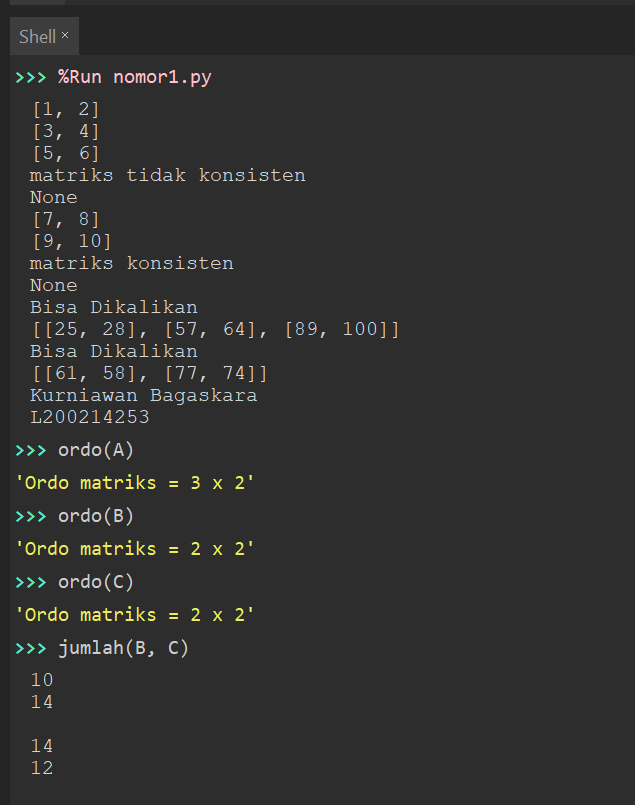 Shell ×
>>> %Run nomor1.py
[1, 2]
[3, 4]
[5, 6]
matriks tidak konsisten
None
[7, 8]
[9, 10]
matriks konsisten
None
Bisa Dikalikan
[[25, 28], [57, 64], [89, 100]]
Bisa Dikalikan
[[61, 58], [77, 74]]
Kurniawan Bagaskara
L200214253
>>> ordo(A)
'Ordo matriks = 3 x 2'
>>> ordo(B)
'Ordo matriks = 2 x 2'
>>> ordo(C)
'Ordo matriks = 2 x 2'
>>> jumlah(B, C)
10
14
14
12